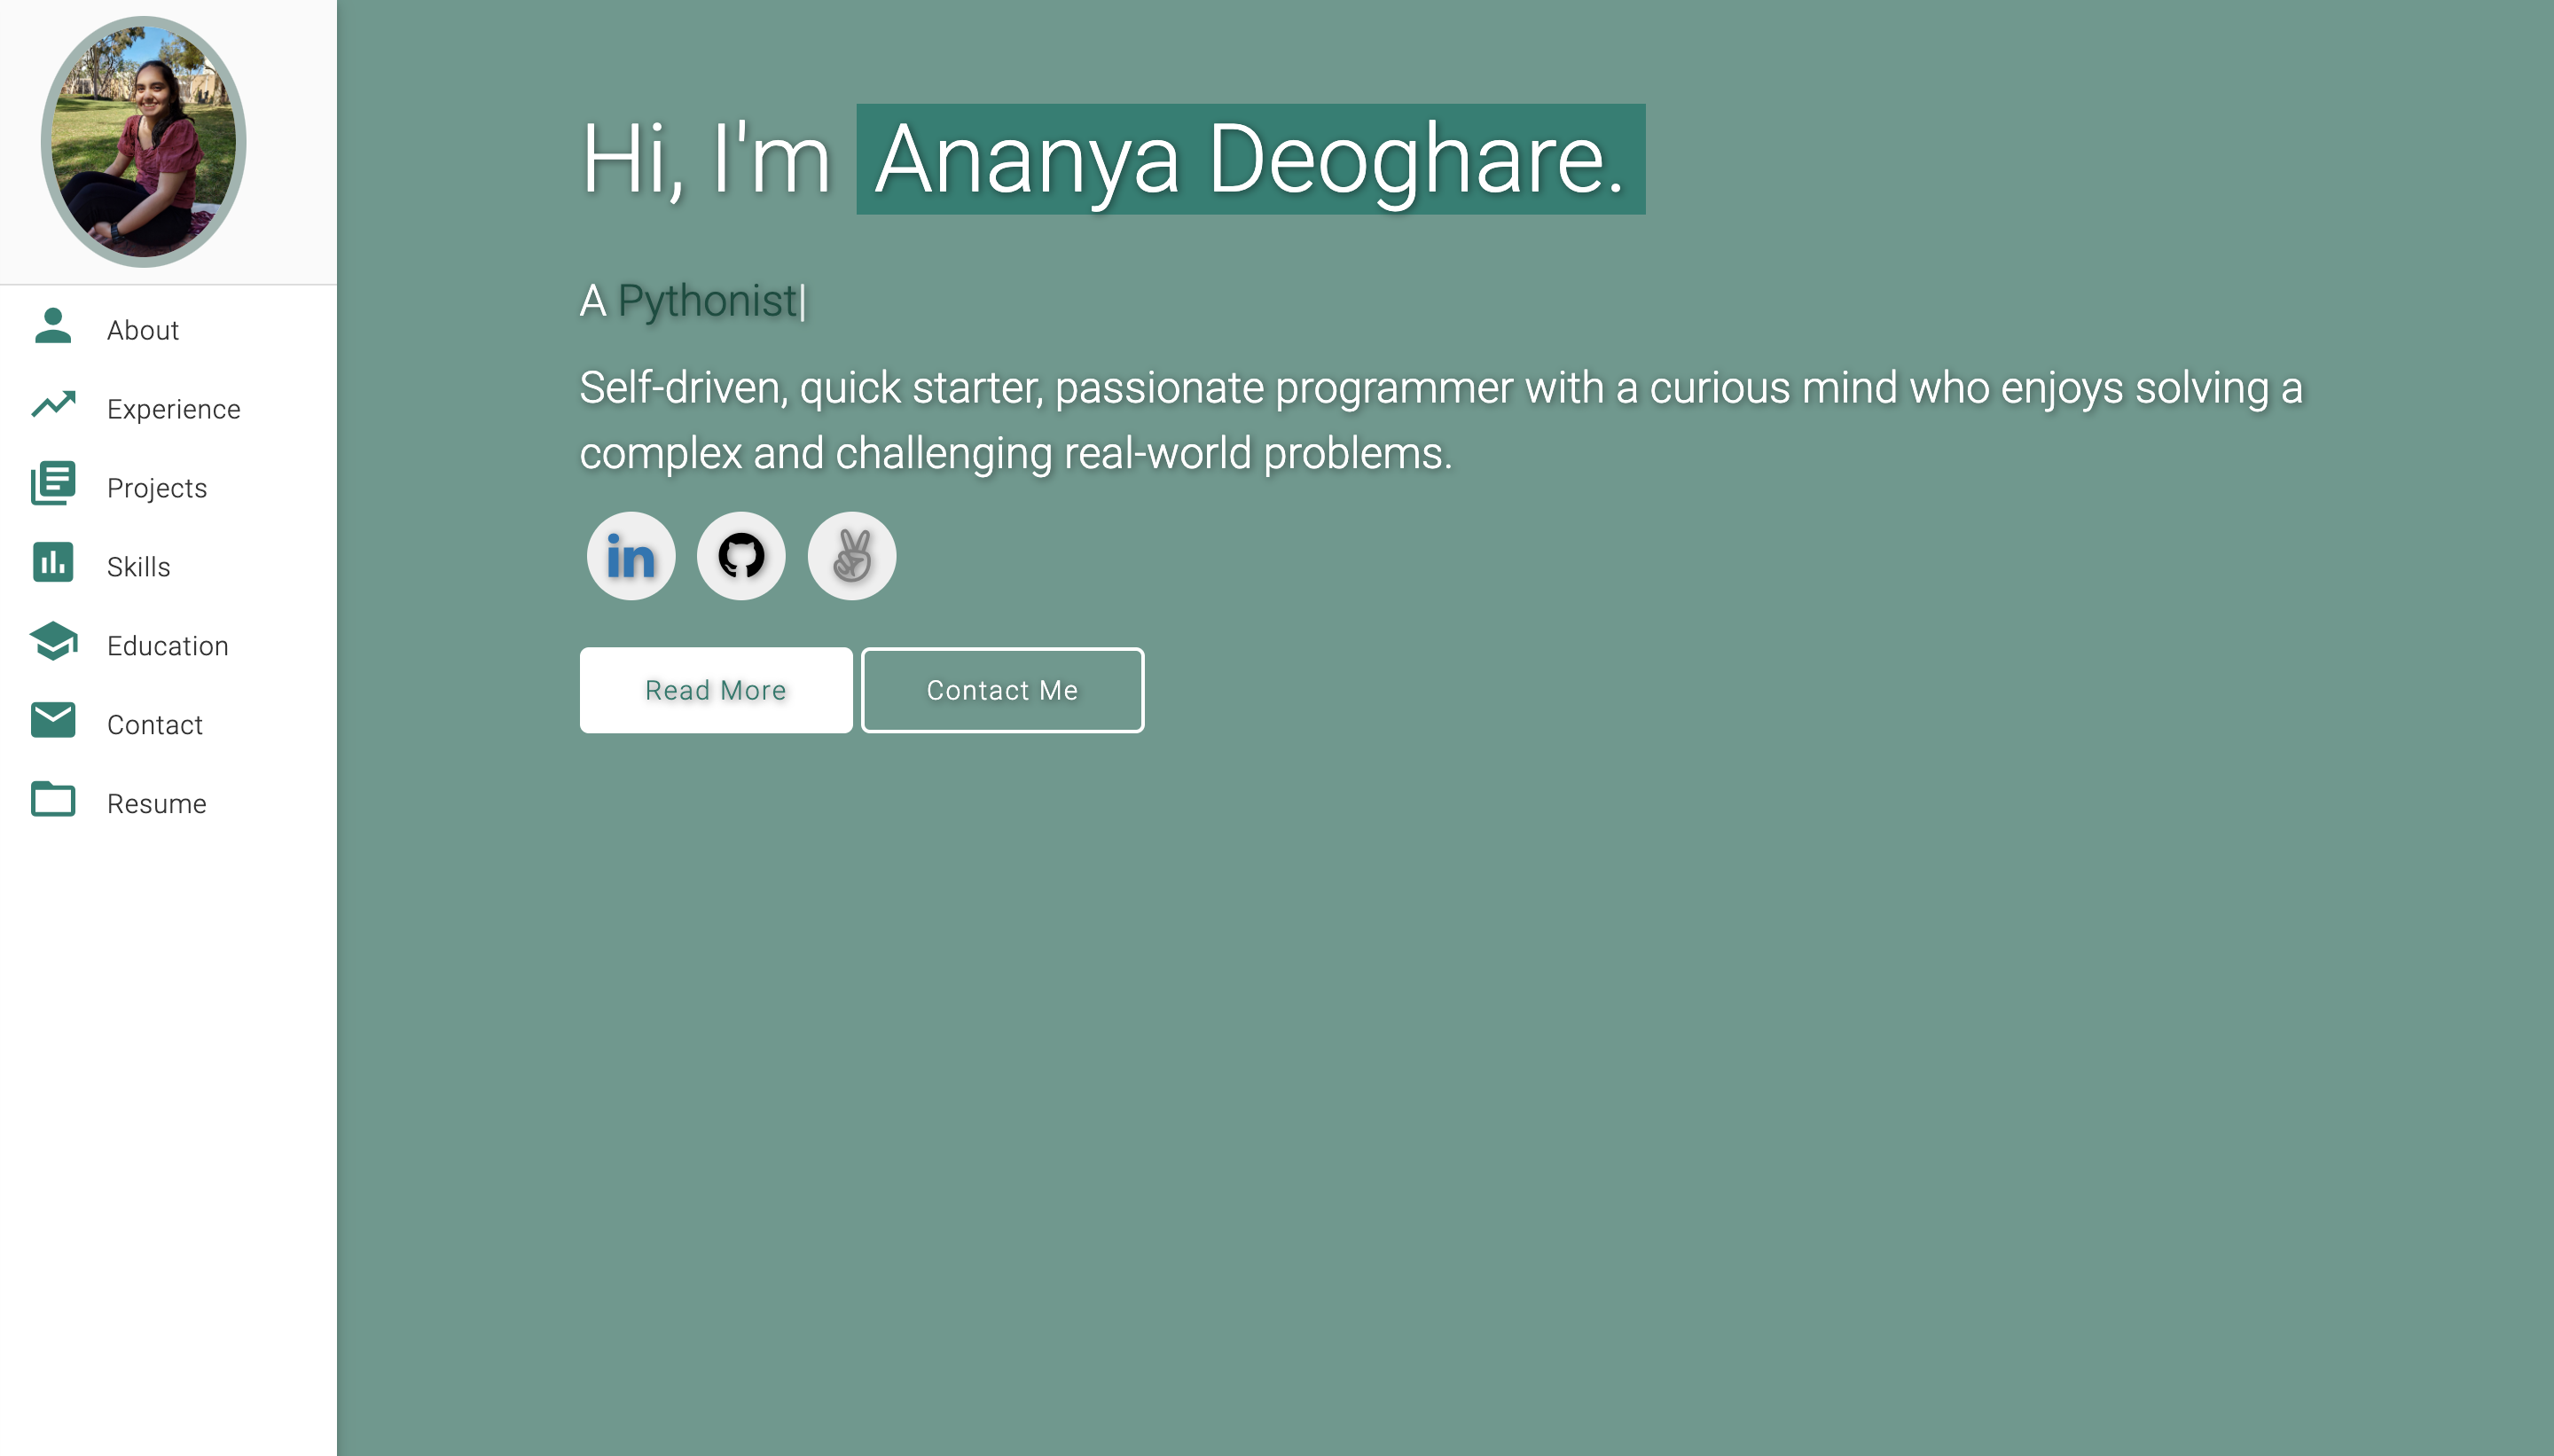 Hi, I'm Ananya Deoghare.
A Pythonist|
Self-driven, quick starter, passionate programmer with a curious mind who enjoys solving a
complex and challenging real-world problems.
in
Read More
Contact Me
About
Experience
Projects
Skills
Education
Contact
Resume